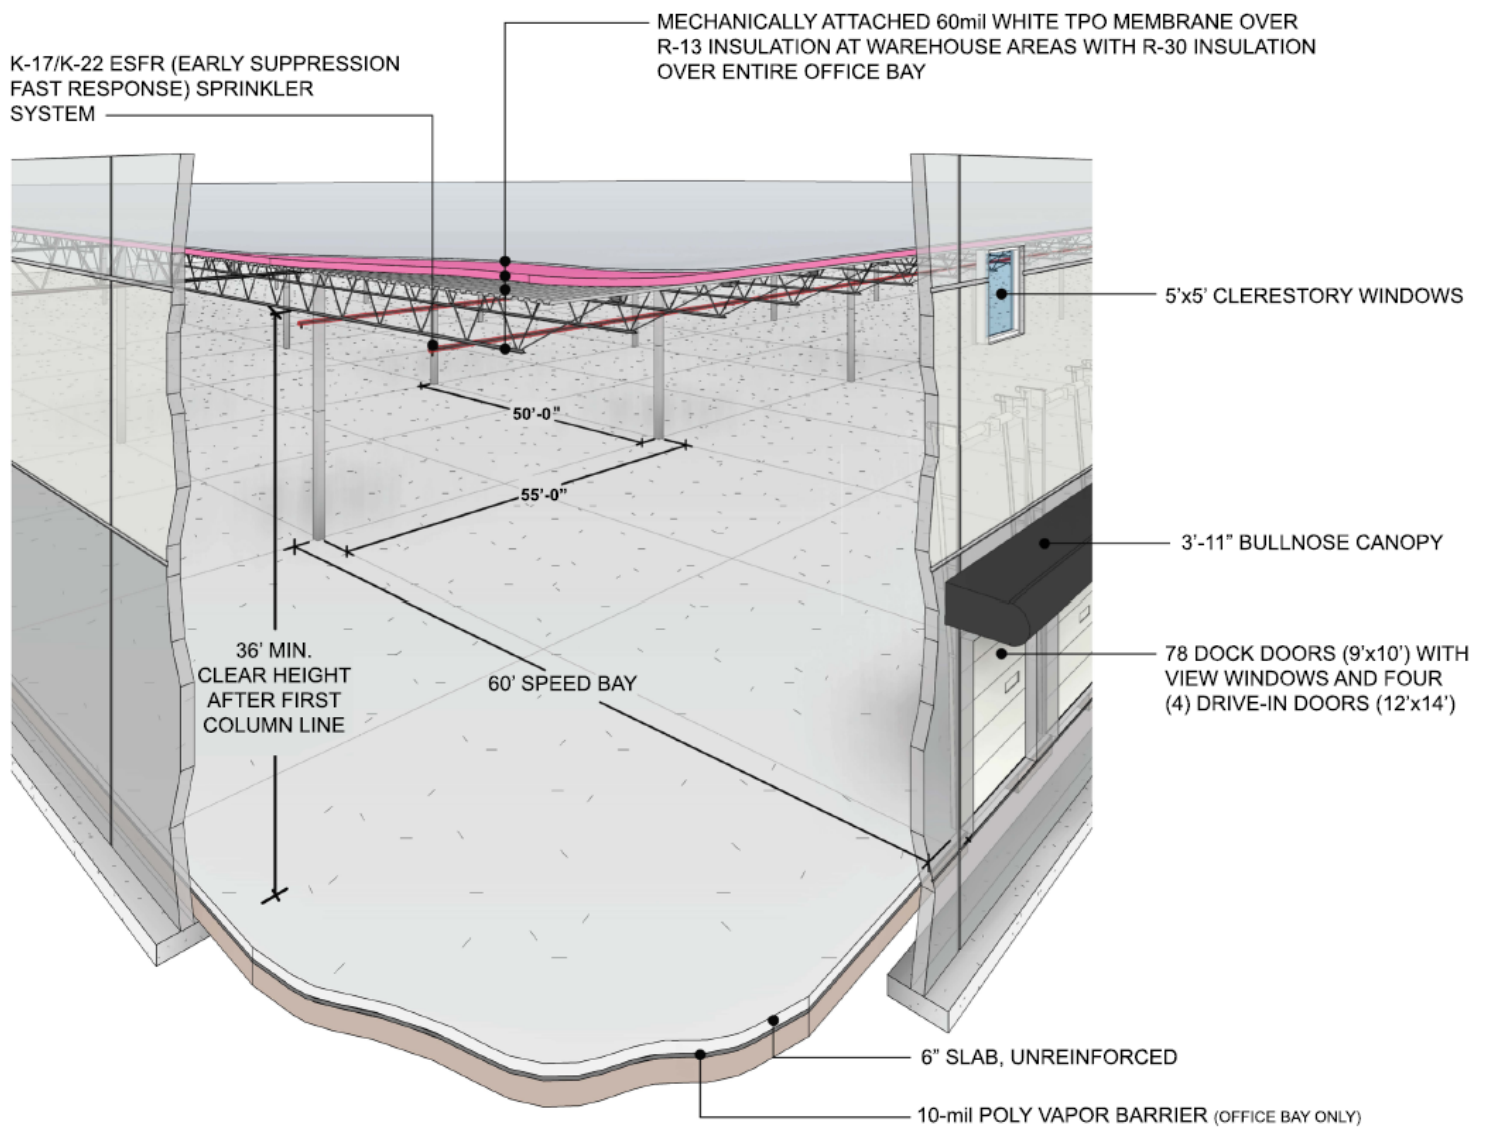 MECHANICALLY ATTACHED 60mil WHITE TPO MEMBRANE OVER
R-13 INSULATION AT WAREHOUSE AREAS WITH R-30 INSULATION
OVER ENTIRE OFFICE BAY
K-17/K-22 ESFR (EARLY SUPPRESSION
FAST RESPONSE) SPRINKLER
SYSTEM
5’x5’ CLERESTORY WINDOWS
50’-0”
55’-0”
3’-11” BULLNOSE CANOPY
36’ MIN.
CLEAR HEIGHT
AFTER FIRST
COLUMN LINE
60’ SPEED BAY
78 DOCK DOORS (9’x10’) WITH
VIEW WINDOWS AND FOUR
(4) DRIVE-IN DOORS (12’x14’)
6” SLAB, UNREINFORCED
10-mil POLY VAPOR BARRIER (OFFICE BAY ONLY)